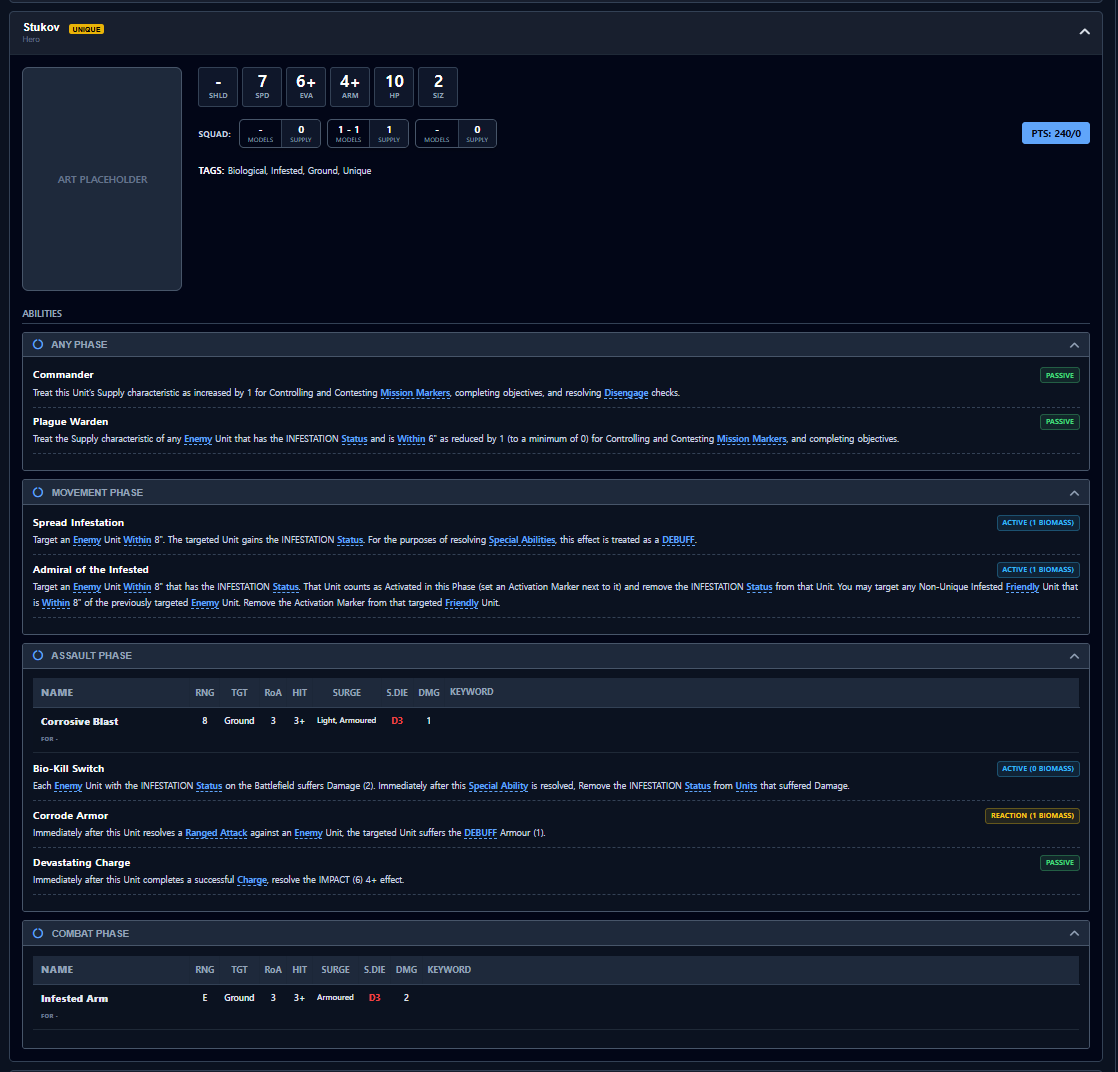 Stukov UNIQUE
Hero
ART PLACEHOLDER
- 7 6+ 4+ 10 2
SHLD SPD EVA ARM HP SIZ
SQUAD: - MODELS 0 SUPPLY 1 - 1 MODELS 1 SUPPLY - MODELS 0 SUPPLY
PTS: 240/0
TAGS: Biological, Infested, Ground, Unique
ABILITIES
ANY PHASE
Commander PASSIVE
Treat this Unit's Supply characteristic as increased by 1 for Controlling and Contesting Mission Markers, completing objectives, and resolving Disengage checks.
Plague Warden PASSIVE
Treat the Supply characteristic of any Enemy Unit that has the INFESTATION Status and is Within 6" as reduced by 1 (to a minimum of 0) for Controlling and Contesting Mission Markers, and completing objectives.
MOVEMENT PHASE
Spread Infestation ACTIVE (1 BIOMASS)
Target an Enemy Unit Within 8". The targeted Unit gains the INFESTATION Status. For the purposes of resolving Special Abilities, this effect is treated as a DEBUFF.
Admiral of the Infested ACTIVE (1 BIOMASS)
Target an Enemy Unit Within 8" that has the INFESTATION Status. That Unit counts as Activated in this Phase (set an Activation Marker next to it) and remove the INFESTATION Status from that Unit. You may target any Non-Unique Infested Friendly Unit that
is Within 8" of the previously targeted Enemy Unit. Remove the Activation Marker from that targeted Friendly Unit.
ASSAULT PHASE
NAME RNG TGT RoA HIT SURGE S.DIE DMG KEYWORD
Corrosive Blast 8 Ground 3 3+ Light, Armoured D3 1
FOR -
Bio-Kill Switch ACTIVE (0 BIOMASS)
Each Enemy Unit with the INFESTATION Status on the Battlefield suffers Damage (2). Immediately after this Special Ability is resolved, Remove the INFESTATION Status from Units that suffered Damage.
Corrode Armor REACTION (1 BIOMASS)
Immediately after this Unit resolves a Ranged Attack against an Enemy Unit, the targeted Unit suffers the DEBUFF Armour (1).
Devastating Charge PASSIVE
Immediately after this Unit completes a successful Charge, resolve the IMPACT (6) 4+ effect.
COMBAT PHASE
NAME RNG TGT RoA HIT SURGE S.DIE DMG KEYWORD
Infested Arm E Ground 3 3+ Armoured D3 2
FOR -